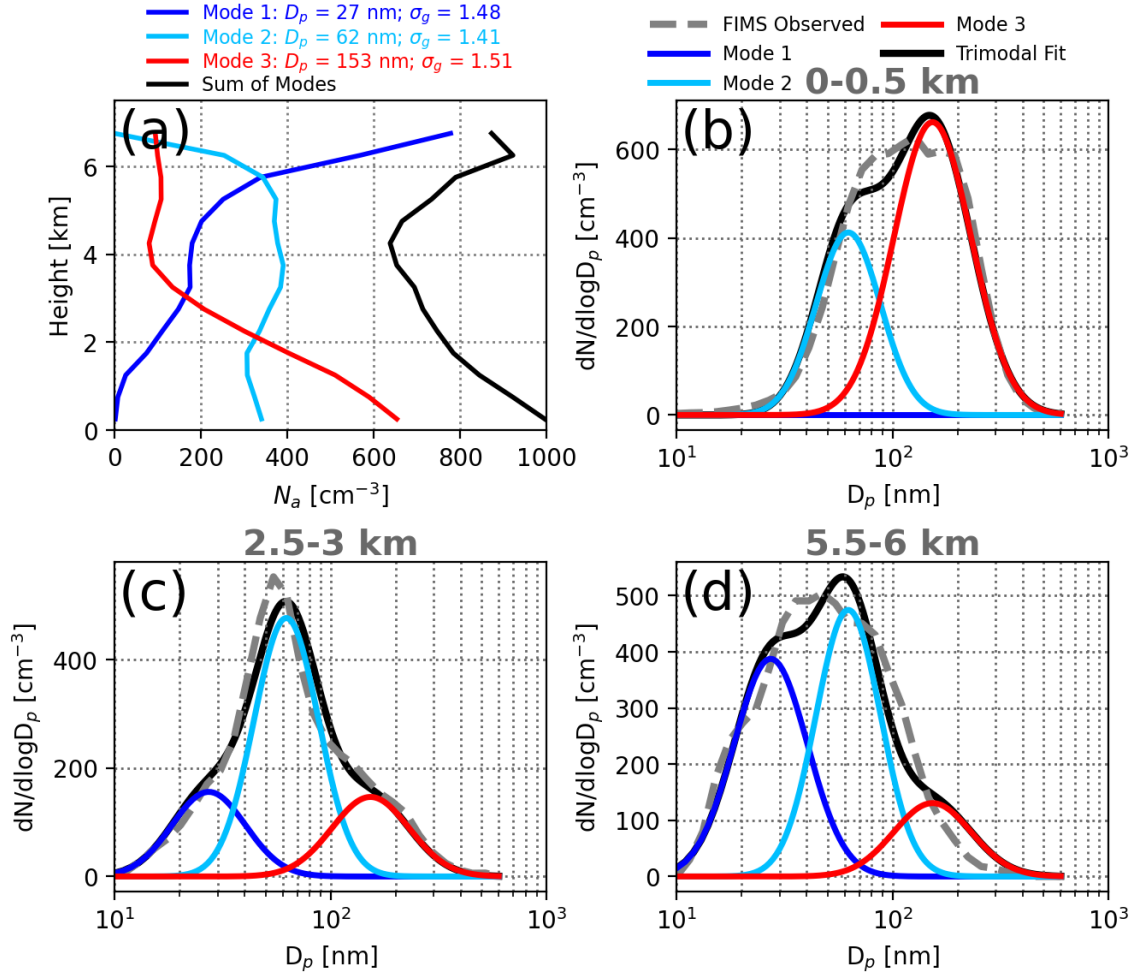 Mode 1: Dₚ = 27 nm; σg = 1.48
Mode 2: Dₚ = 62 nm; σg = 1.41
Mode 3: Dₚ = 153 nm; σg = 1.51
Sum of Modes
(a)
6
4
2
0
Height [km]
0 200 400 600 800 1000
Nₐ [cm⁻³]
FIMS Observed
Mode 1
Mode 2
Mode 3
Trimodal Fit
0-0.5 km
(b)
600
400
200
0
dN/dlogDₚ [cm⁻³]
10¹ 10² 10³
Dₚ [nm]
2.5-3 km
(c)
400
200
0
dN/dlogDₚ [cm⁻³]
10¹ 10² 10³
Dₚ [nm]
5.5-6 km
(d)
500
400
300
200
100
0
dN/dlogDₚ [cm⁻³]
10¹ 10² 10³
Dₚ [nm]